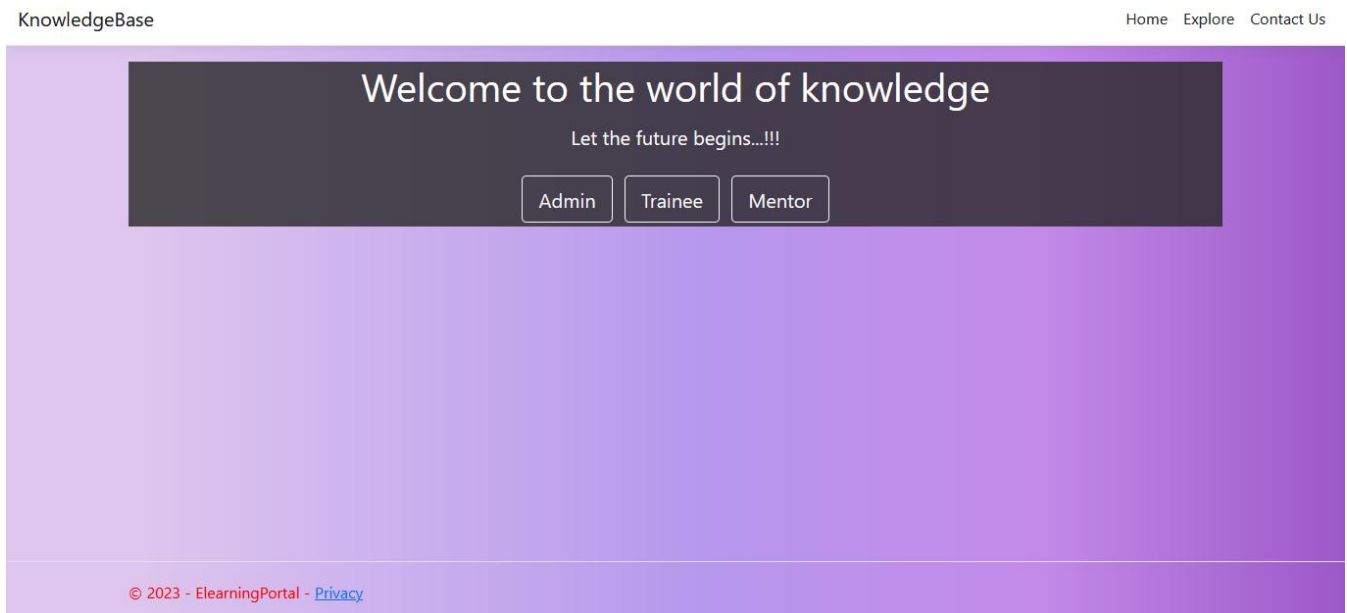 KnowledgeBase Home Explore Contact Us
Welcome to the world of knowledge
Let the future begins...!!!
Admin Trainee Mentor
© 2023 - ElearningPortal - Privacy